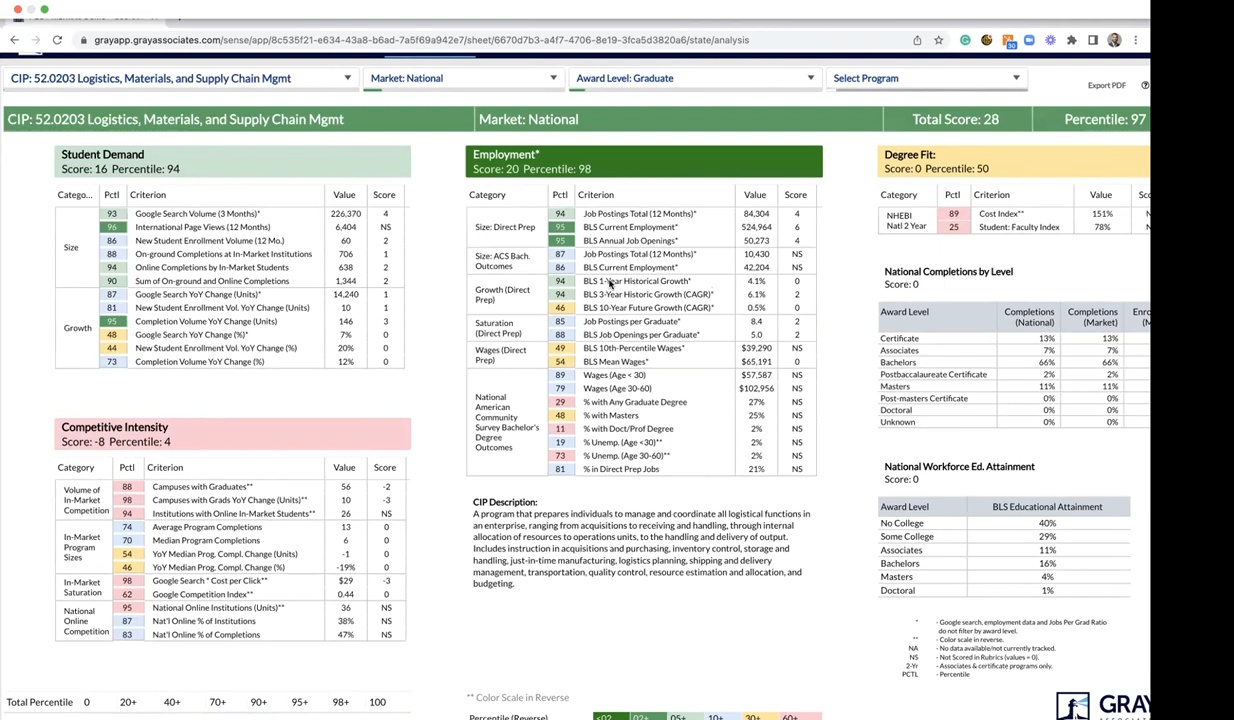 grayapp.grayassociates.com/sense/app/8c535f21-e634-43a8-b6ad-7a5f69a942e7/sheet/6670d7b3-a4f7-4706-8e19-3fca5d3820a6/state/analysis
30
CIP: 52.0203 Logistics, Materials, and Supply Chain Mgmt
Market: National
Award Level: Graduate
Select Program
Export PDF
CIP: 52.0203 Logistics, Materials, and Supply Chain Mgmt
Market: National
Total Score: 28
Percentile: 97
Student Demand
Score: 16 Percentile: 94
Catego... Pctl Criterion Value Score
Size
93 Google Search Volume (3 Months)* 226,370 4
96 International Page Views (12 Months) 6,404 NS
86 New Student Enrollment Volume (12 Mo.) 60 2
88 On-ground Completions at In-Market Institutions 706 1
94 Online Completions by In-Market Students 638 2
90 Sum of On-ground and Online Completions 1,344 2
Growth
87 Google Search YoY Change (Units)* 14,240 1
81 New Student Enrollment Vol. YoY Change (Units) 10 1
95 Completion Volume YoY Change (Units) 146 3
48 Google Search YoY Change (%)* 7% 0
44 New Student Enrollment Vol. YoY Change (%) 20% 0
73 Completion Volume YoY Change (%) 12% 0
Competitive Intensity
Score: -8 Percentile: 4
Category Pctl Criterion Value Score
Volume of
In-Market
Competition
88 Campuses with Graduates** 56 -2
98 Campuses with Grads YoY Change (Units)** 10 -3
94 Institutions with Online In-Market Students** 26 NS
In-Market
Program
Sizes
74 Average Program Completions 13 0
70 Median Program Completions 6 0
54 YoY Median Prog. Compl. Change (Units) -1 0
46 YoY Median Prog. Compl. Change (%) -19% 0
In-Market
Saturation
98 Google Search * Cost per Click** $29 -3
62 Google Competition Index** 0.44 0
National
Online
Competition
95 National Online Institutions (Units)** 36 NS
87 Nat'l Online % of Institutions 38% NS
83 Nat'l Online % of Completions 47% NS
Total Percentile 0 20+ 40+ 70+ 90+ 95+ 98+ 100
Employment*
Score: 20 Percentile: 98
Category Pctl Criterion Value Score
Size: Direct Prep
94 Job Postings Total (12 Months)* 84,304 4
95 BLS Current Employment* 524,964 6
95 BLS Annual Job Openings* 50,273 4
Size: ACS Bach.
Outcomes
87 Job Postings Total (12 Months)* 10,430 NS
86 BLS Current Employment* 42,204 NS
Growth (Direct
Prep)
94 BLS 1-Year Historical Growth* 4.1% 0
94 BLS 3-Year Historic Growth (CAGR)* 6.1% 2
46 BLS 10-Year Future Growth (CAGR)* 0.5% 0
Saturation
(Direct Prep)
85 Job Postings per Graduate* 8.4 2
88 BLS Job Openings per Graduate* 5.0 2
Wages (Direct
Prep)
49 BLS 10th-Percentile Wages* $39,290 NS
54 BLS Mean Wages* $65,191 0
National
American
Community
Survey Bachelor's
Degree
Outcomes
89 Wages (Age < 30) $57,587 NS
79 Wages (Age 30-60) $102,956 NS
29 % with Any Graduate Degree 27% NS
48 % with Masters 25% NS
11 % with Doct/Prof Degree 2% NS
19 % Unemp. (Age <30)** 2% NS
73 % Unemp. (Age 30-60)** 2% NS
81 % in Direct Prep Jobs 21% NS
CIP Description:
A program that prepares individuals to manage and coordinate all logistical functions in
an enterprise, ranging from acquisitions to receiving and handling, through internal
allocation of resources to operations units, to the handling and delivery of output.
Includes instruction in acquisitions and purchasing, inventory control, storage and
handling, just-in-time manufacturing, logistics planning, shipping and delivery
management, transportation, quality control, resource estimation and allocation, and
budgeting.
** Color Scale in Reverse
Percentile (Reverse) <02 02+ 05+ 10+ 30+ 60+
Degree Fit:
Score: 0 Percentile: 50
Category Pctl Criterion Value
NHEBI
Natl 2 Year
89 Cost Index** 151%
25 Student: Faculty Index 78%
National Completions by Level
Score: 0
Award Level Completions (National) Completions (Market)
Certificate 13% 13%
Associates 7% 7%
Bachelors 66% 66%
Postbaccalaureate Certificate 2% 2%
Masters 11% 11%
Post-masters Certificate 0% 0%
Doctoral 0% 0%
Unknown 0% 0%
National Workforce Ed. Attainment
Score: 0
Award Level BLS Educational Attainment
No College 40%
Some College 29%
Associates 11%
Bachelors 16%
Masters 4%
Doctoral 1%
* - Google search, employment data and Jobs Per Grad Ratio
do not filter by award level.
** - Color scale in reverse.
NA - No data available/not currently tracked.
NS - Not Scored in Rubrics (values = 0).
2-Yr - Associates & certificate programs only.
PCTL - Percentile
GRAY